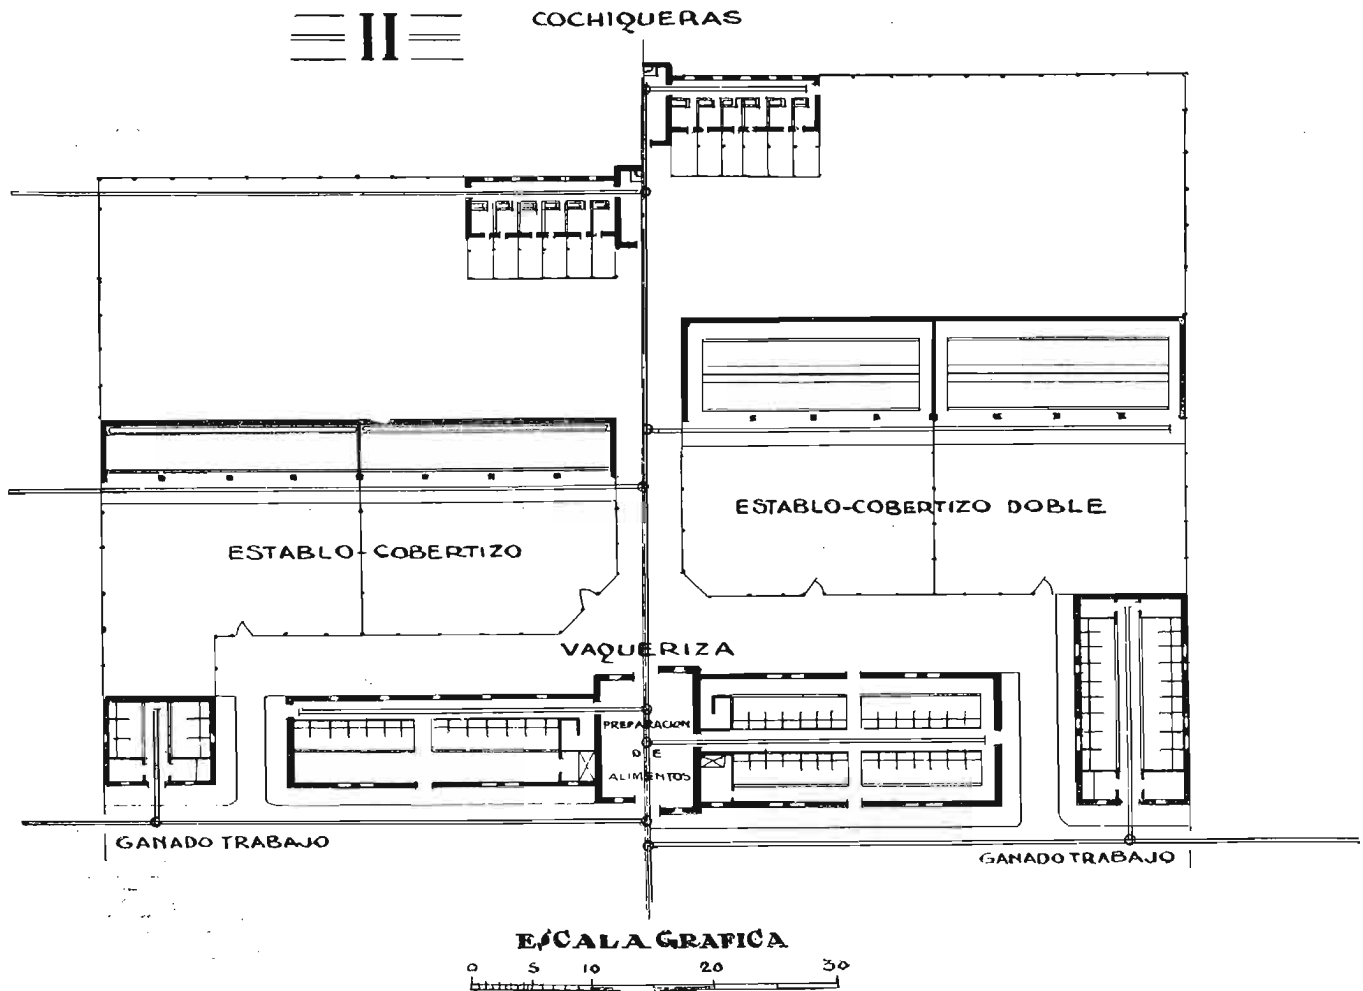 II
COCHIQUERAS
ESTABLO-COBERTIZO DOBLE
ESTABLO-COBERTIZO
VAQUERIZA
PREPARACION
DE
ALIMENTOS
GANADO TRABAJO
GANADO TRABAJO
ESCALA GRAFICA
0 5 10 20 30